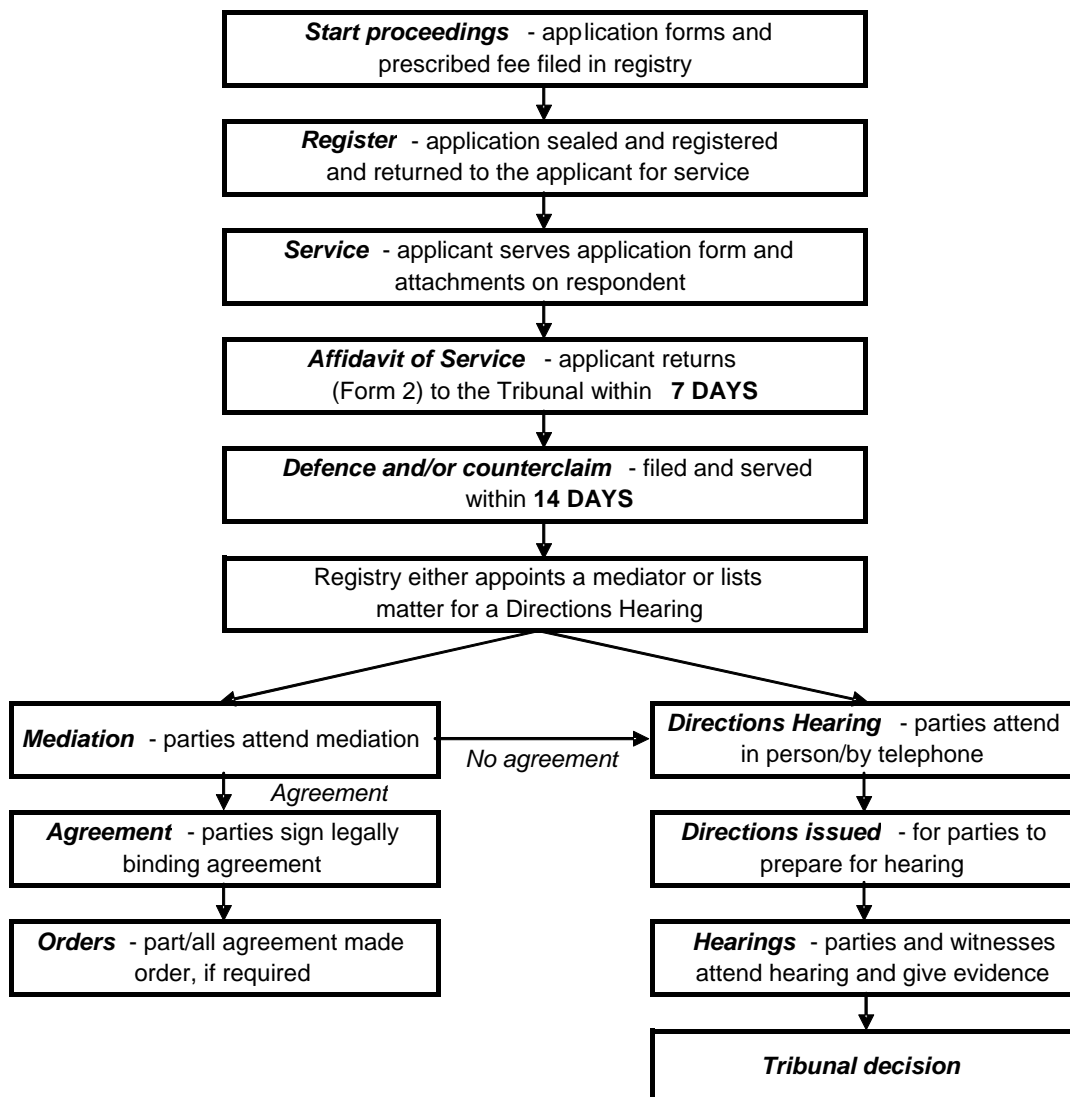 Start proceedings - application forms and
prescribed fee filed in registry
Register - application sealed and registered
and returned to the applicant for service
Service - applicant serves application form and
attachments on respondent
Affidavit of Service - applicant returns
(Form 2) to the Tribunal within 7 DAYS
Defence and/or counterclaim - filed and served
within 14 DAYS
Registry either appoints a mediator or lists
matter for a Directions Hearing
Mediation - parties attend mediation
No agreement
Directions Hearing - parties attend
in person/by telephone
Agreement
Agreement - parties sign legally
binding agreement
Directions issued - for parties to
prepare for hearing
Orders - part/all agreement made
order, if required
Hearings - parties and witnesses
attend hearing and give evidence
Tribunal decision